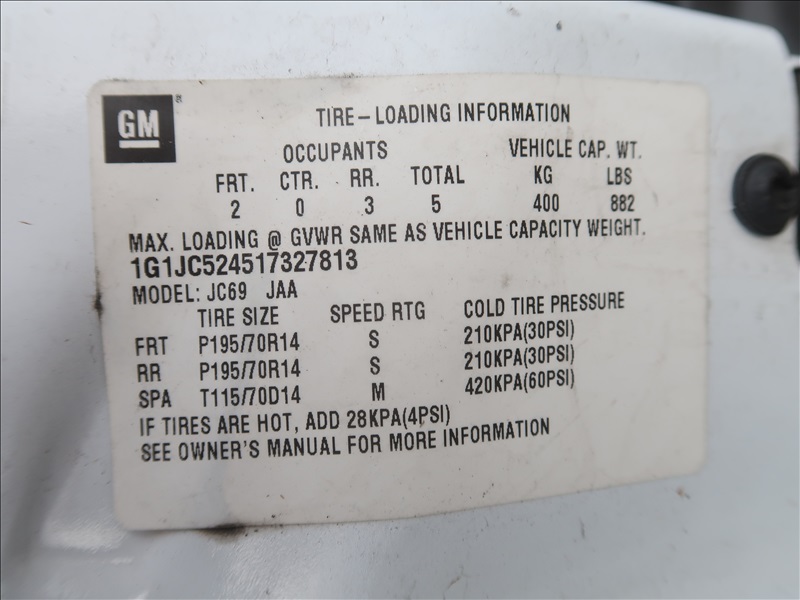 GM
TIRE-LOADING INFORMATION
OCCUPANTS VEHICLE CAP. WT.
FRT. CTR. RR. TOTAL KG LBS
2 0 3 5 400 882
MAX. LOADING @ GVWR SAME AS VEHICLE CAPACITY WEIGHT.
1G1JC524517327813
MODEL: JC69 JAA
TIRE SIZE SPEED RTG COLD TIRE PRESSURE
FRT P195/70R14 S 210KPA(30PSI)
RR P195/70R14 S 210KPA(30PSI)
SPA T115/70D14 M 420KPA(60PSI)
IF TIRES ARE HOT, ADD 28KPA(4PSI)
SEE OWNER'S MANUAL FOR MORE INFORMATION